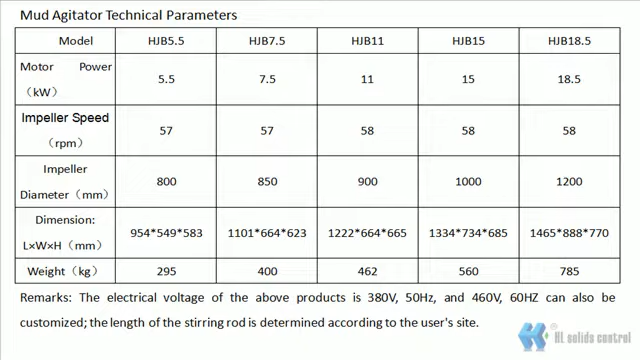 Mud Agitator Technical Parameters
Model HJB5.5 HJB7.5 HJB11 HJB15 HJB18.5
Motor Power
（kW） 5.5 7.5 11 15 18.5
Impeller Speed
（rpm） 57 57 58 58 58
Impeller
Diameter（mm） 800 850 900 1000 1200
Dimension:
L×W×H（mm） 954*549*583 1101*664*623 1222*664*665 1334*734*685 1465*888*770
Weight（kg） 295 400 462 560 785
Remarks: The electrical voltage of the above products is 380V, 50Hz, and 460V, 60HZ can also be
customized; the length of the stirring rod is determined according to the user's site.
HL solids control